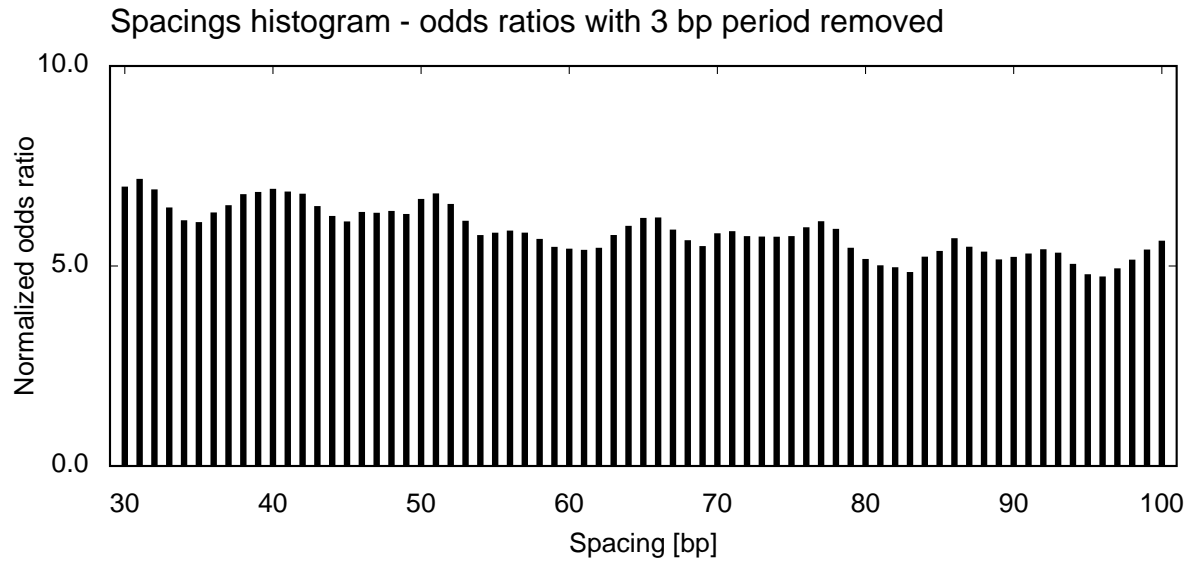 Spacings histogram - odds ratios with 3 bp period removed
10.0
5.0
0.0
Normalized odds ratio
30 40 50 60 70 80 90 100
Spacing [bp]